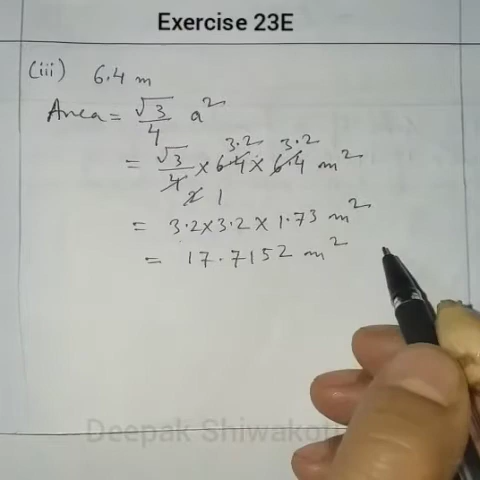 Exercise 23E
(iii) 6.4 m
Area = √3/4 a²
= √3/4 × 6.4 × 6.4 m²
3.2 3.2
2 1
= 3.2 × 3.2 × 1.73 m²
= 17.7152 m²
Deepak Shiwakoti